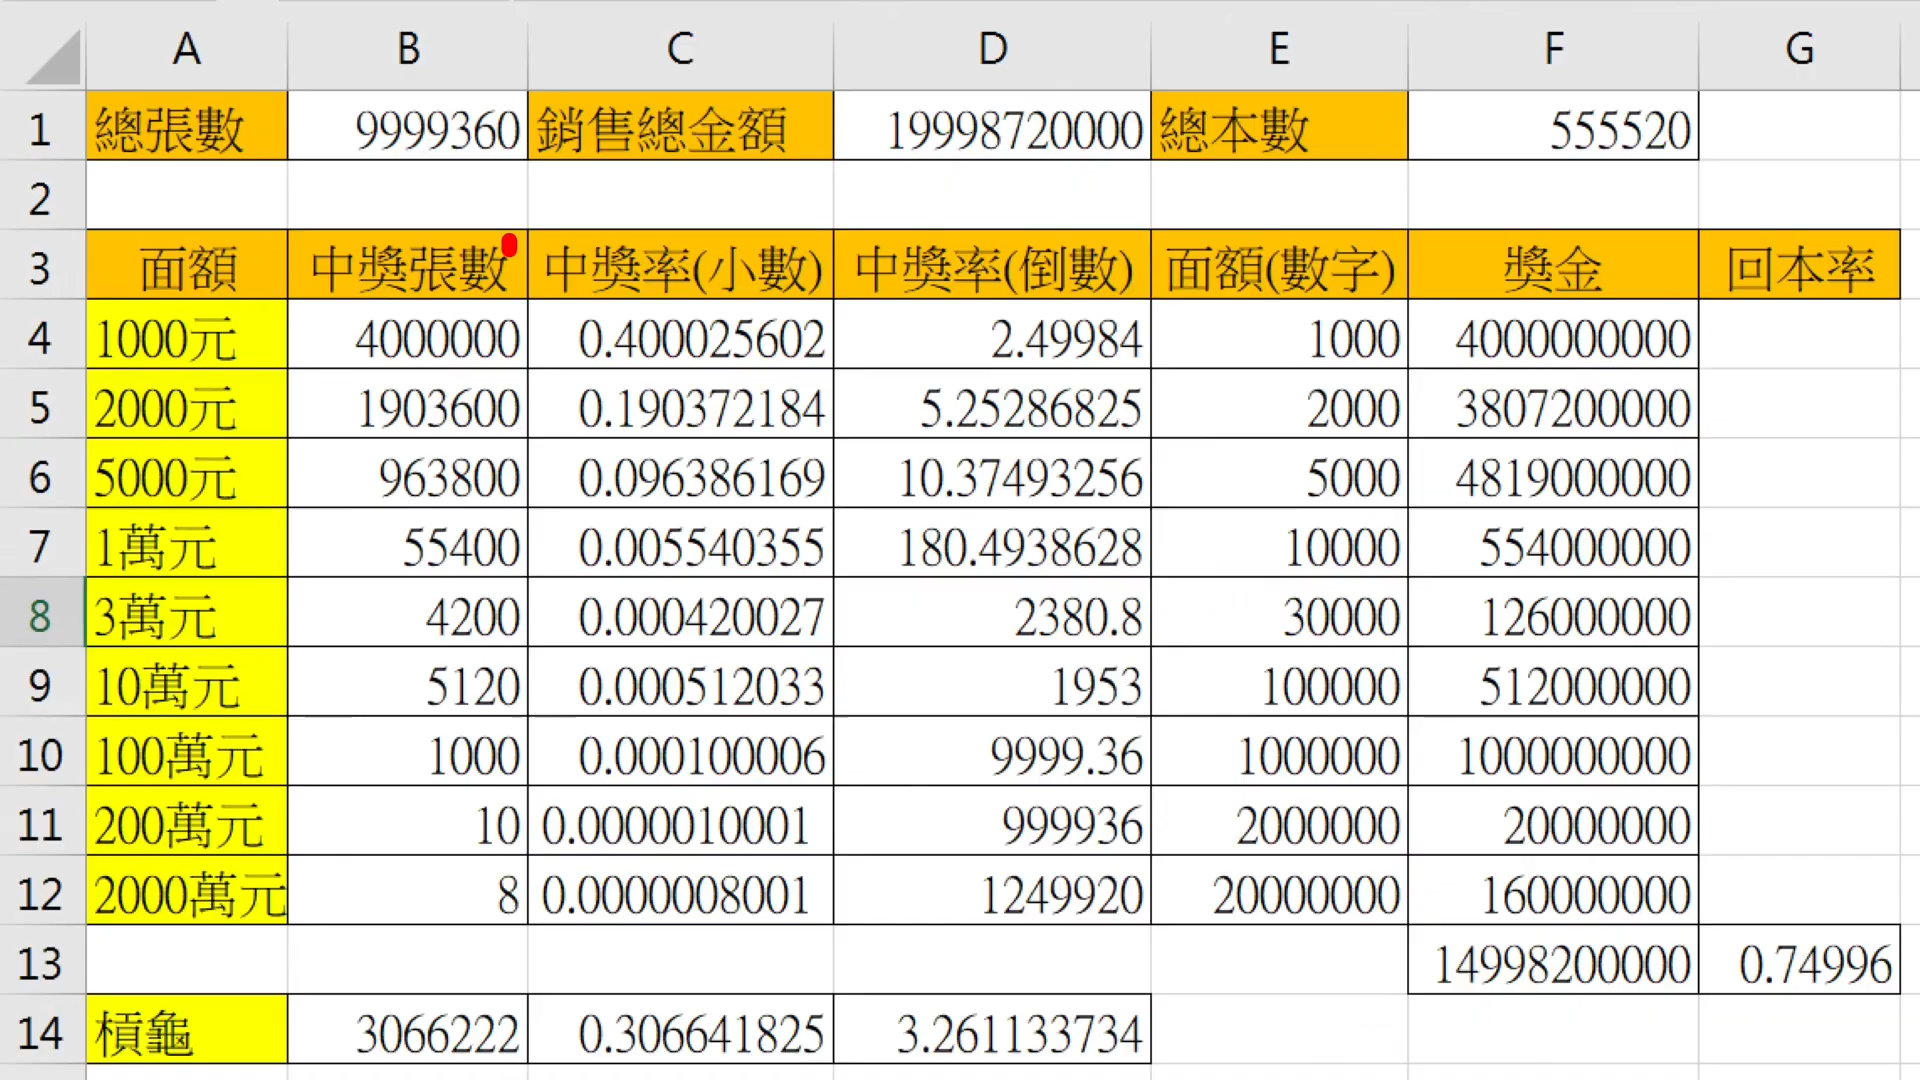 A B C D E F G
1 總張數 9999360 銷售總金額 19998720000 總本數 555520
2
3 面額 中獎張數 中獎率(小數) 中獎率(倒數) 面額(數字) 獎金 回本率
4 1000元 4000000 0.400025602 2.49984 1000 4000000000
5 2000元 1903600 0.190372184 5.25286825 2000 3807200000
6 5000元 963800 0.096386169 10.37493256 5000 4819000000
7 1萬元 55400 0.005540355 180.4938628 10000 554000000
8 3萬元 4200 0.000420027 2380.8 30000 126000000
9 10萬元 5120 0.000512033 1953 100000 512000000
10 100萬元 1000 0.000100006 9999.36 1000000 1000000000
11 200萬元 10 0.0000010001 999936 2000000 20000000
12 2000萬元 8 0.0000008001 1249920 20000000 160000000
13 14998200000 0.74996
14 槓龜 3066222 0.306641825 3.261133734